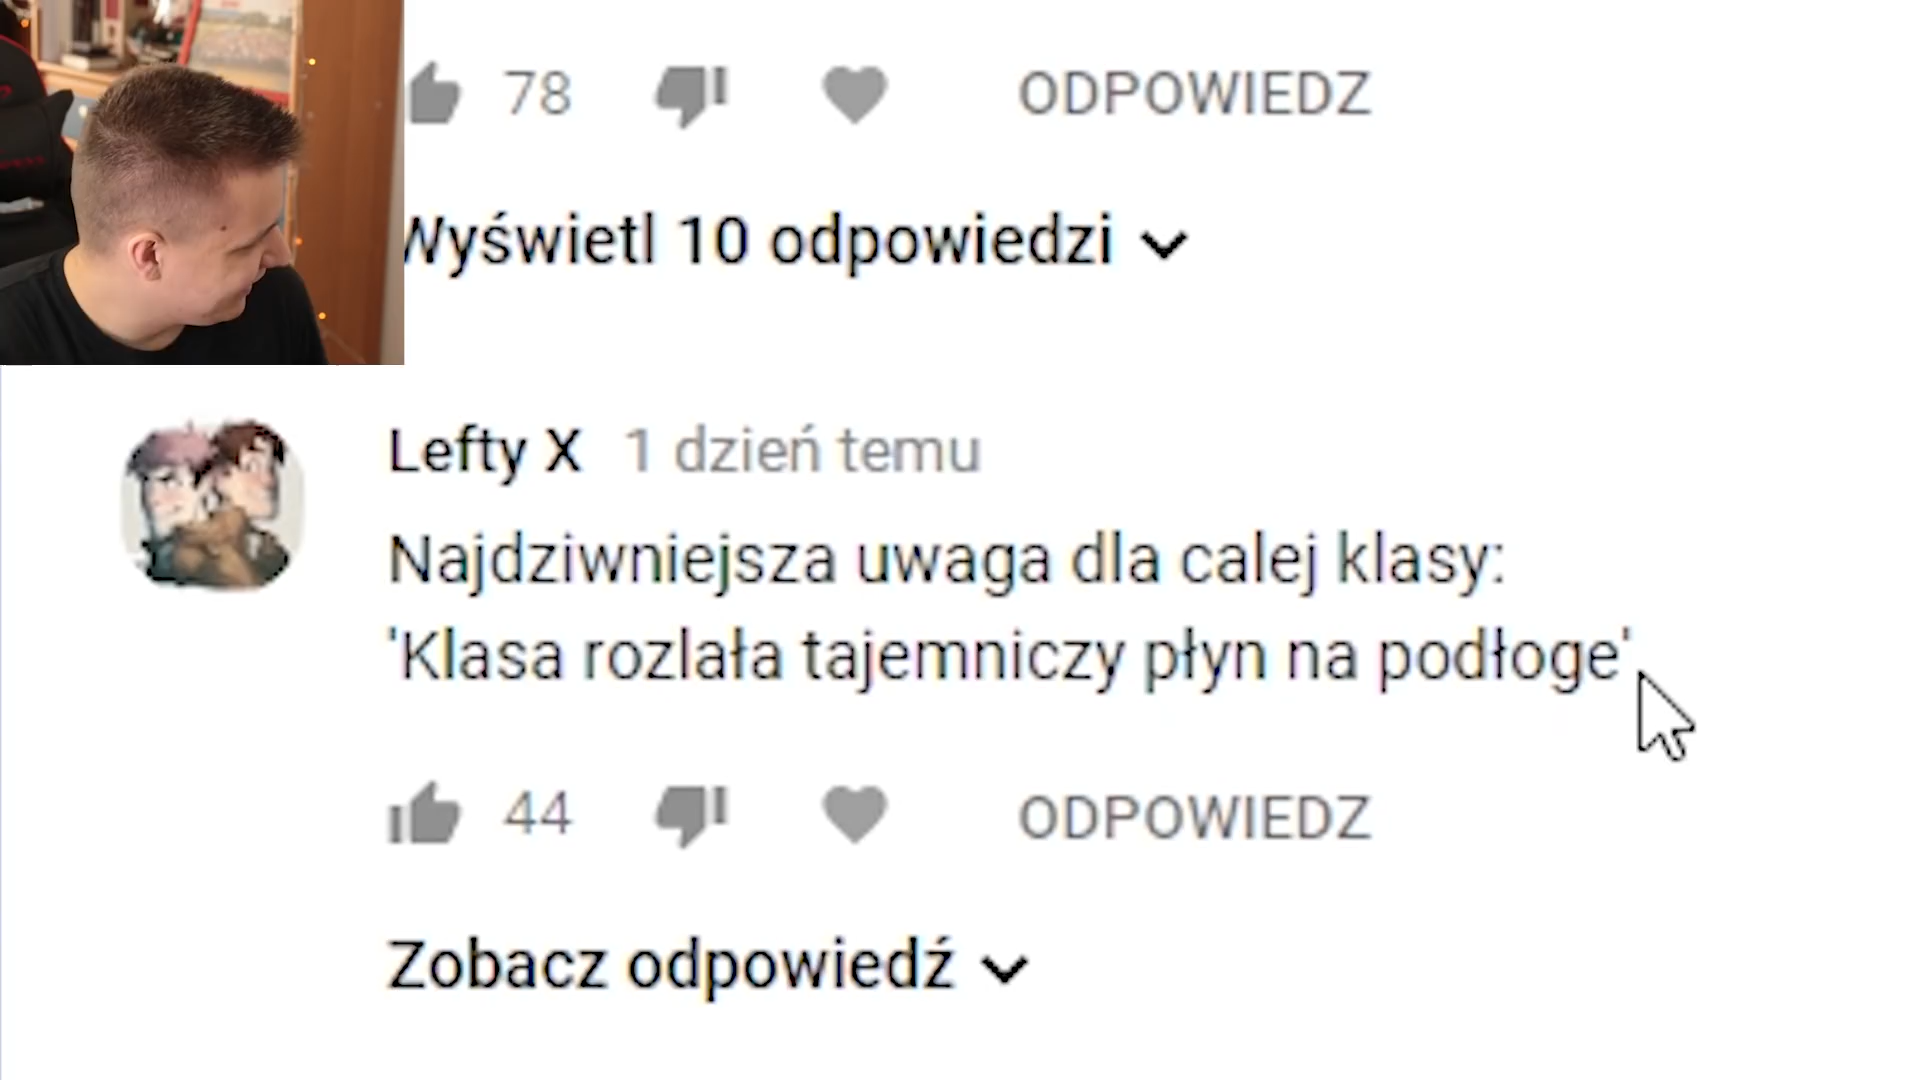 78 ODPOWIEDZ
Wyświetl 10 odpowiedzi
Lefty X 1 dzień temu
Najdziwniejsza uwaga dla calej klasy:
'Klasa rozlała tajemniczy płyn na podłoge'
44 ODPOWIEDZ
Zobacz odpowiedź